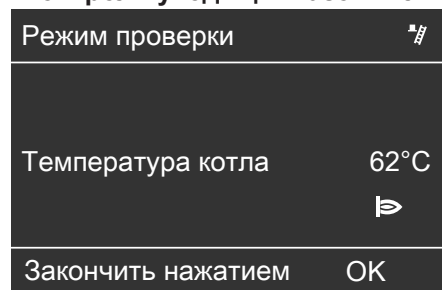 Режим проверки
Температура котла 62°C
Закончить нажатием OK